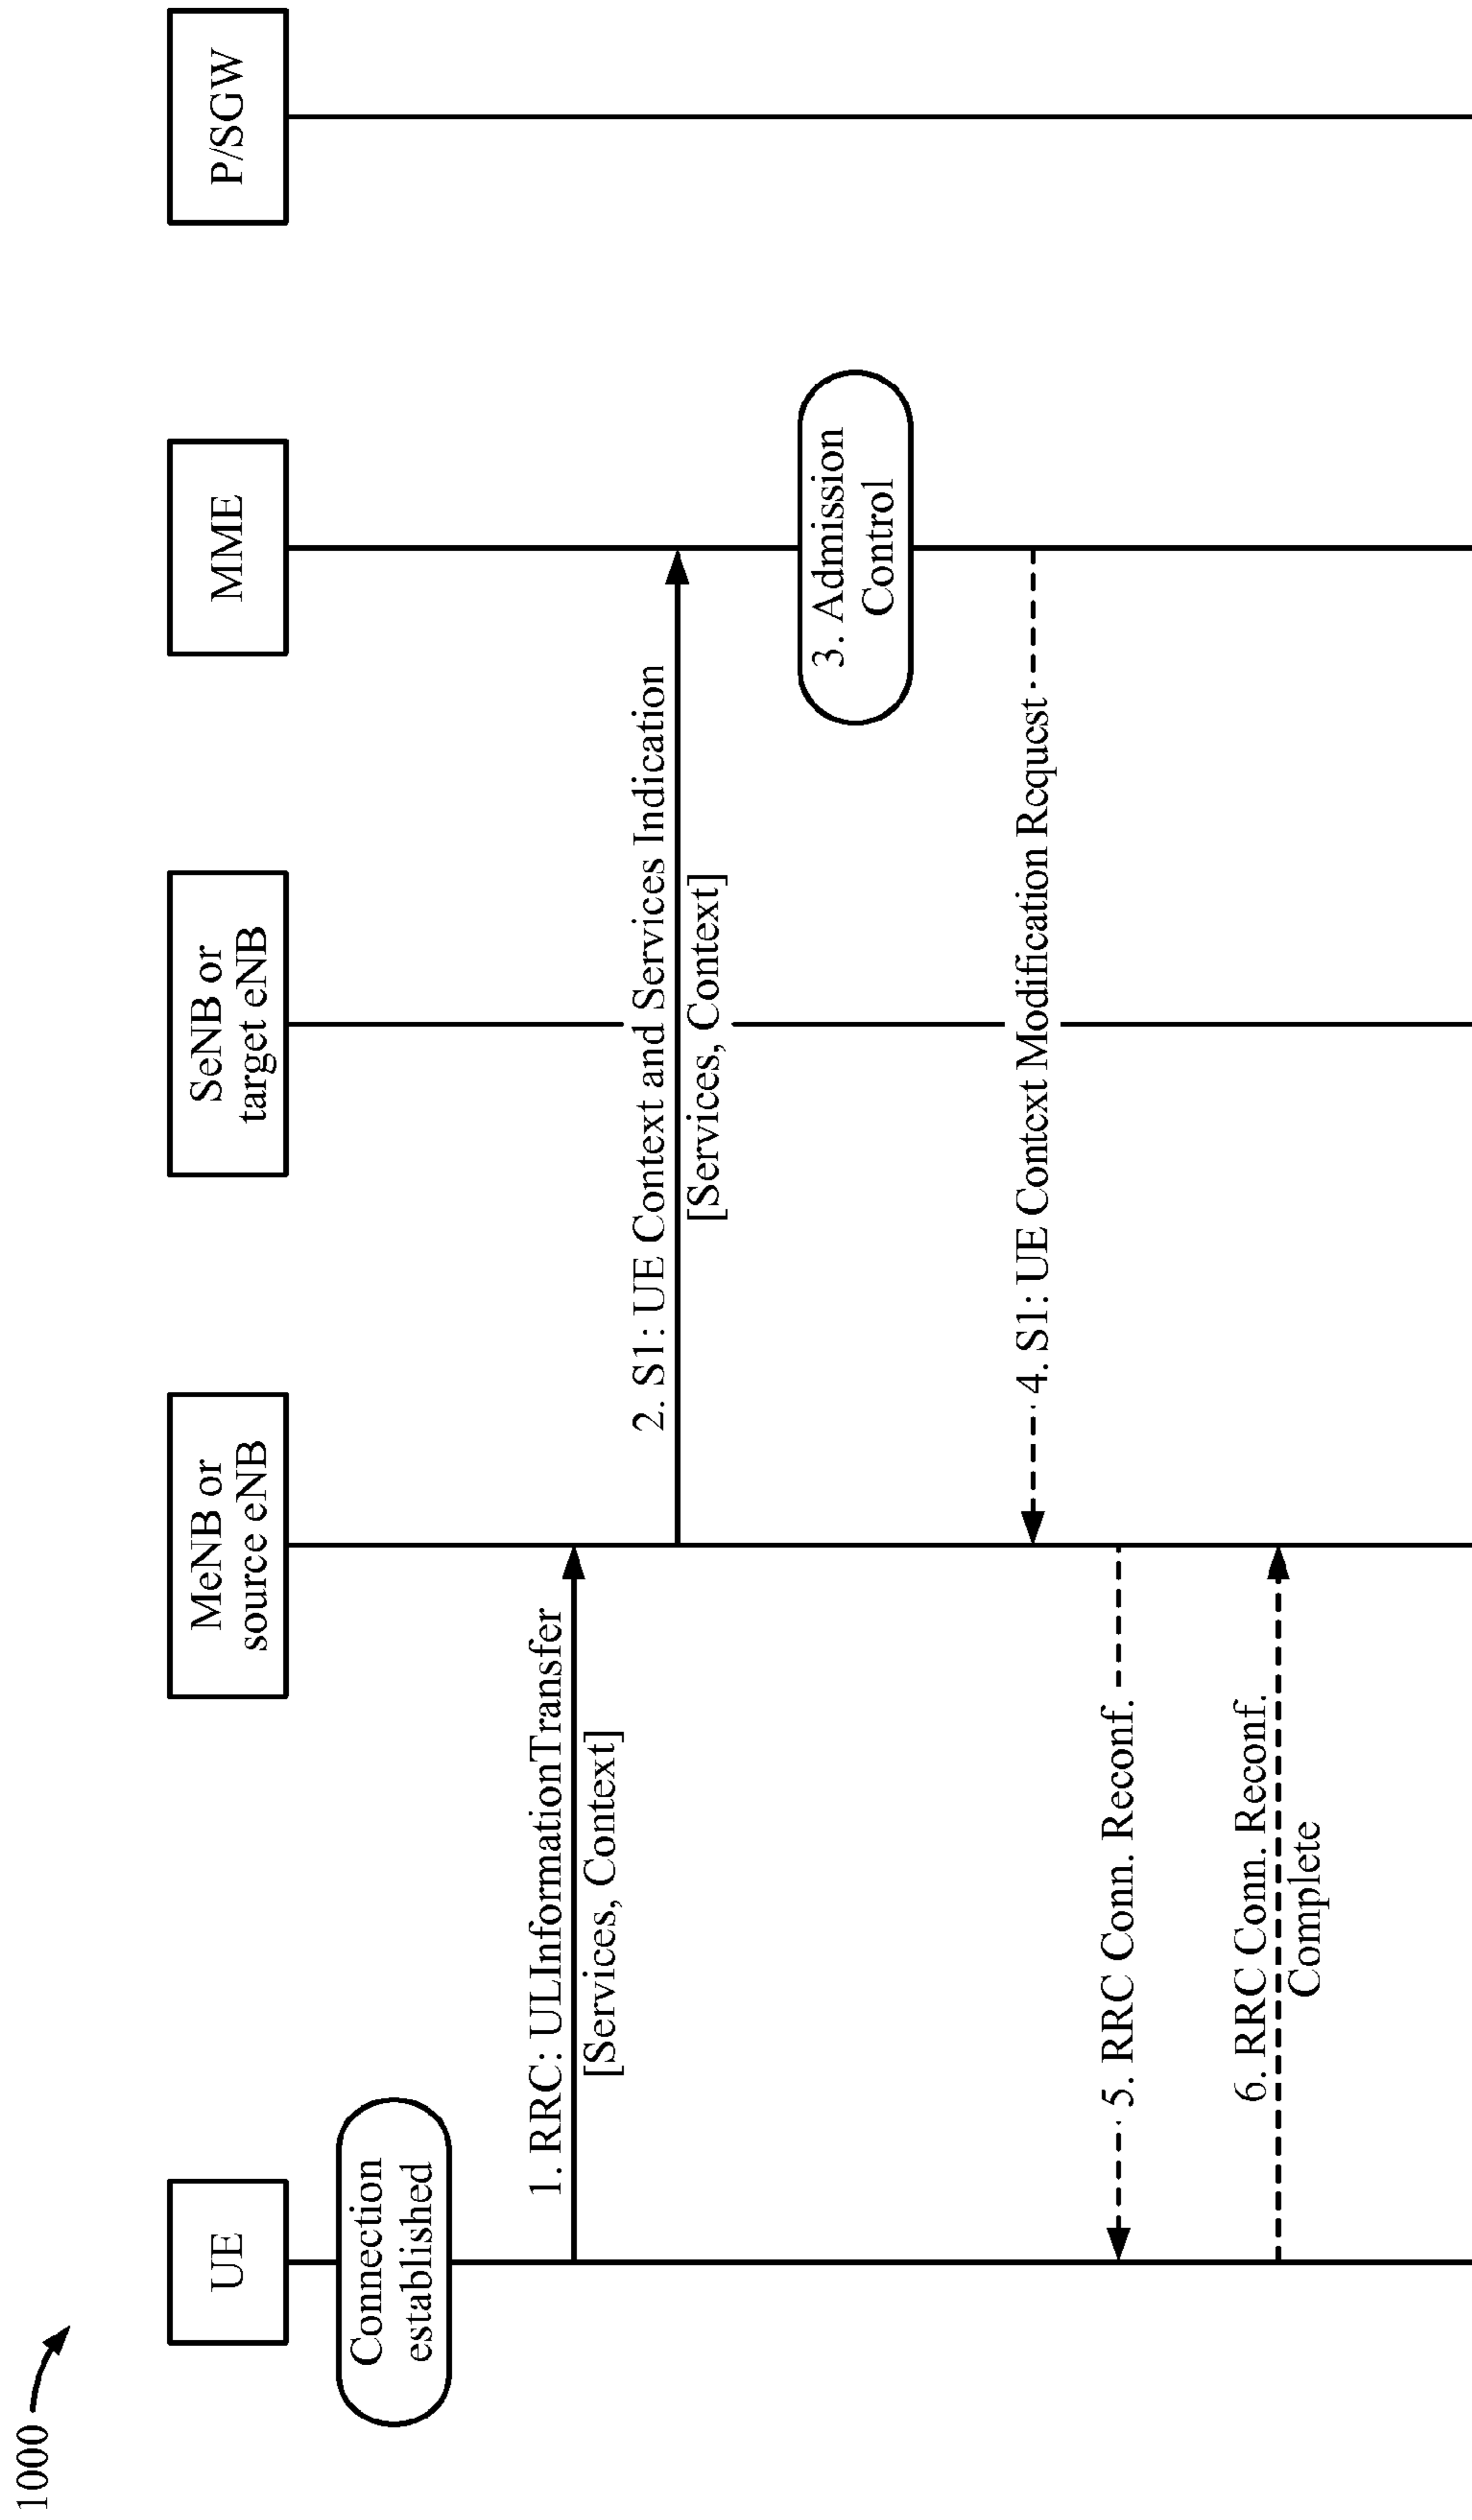 1000
UE
MeNB or
source eNB
SeNB or
target eNB
MME
P/SGW
Connection
established
1. RRC: ULInformationTransfer
[Services, Context]
2. S1: UE Context and Services Indication
[Services, Context]
3. Admission
Control
4. S1: UE Context Modification Request
5. RRC Conn. Reconf.
6. RRC Conn. Reconf.
Complete